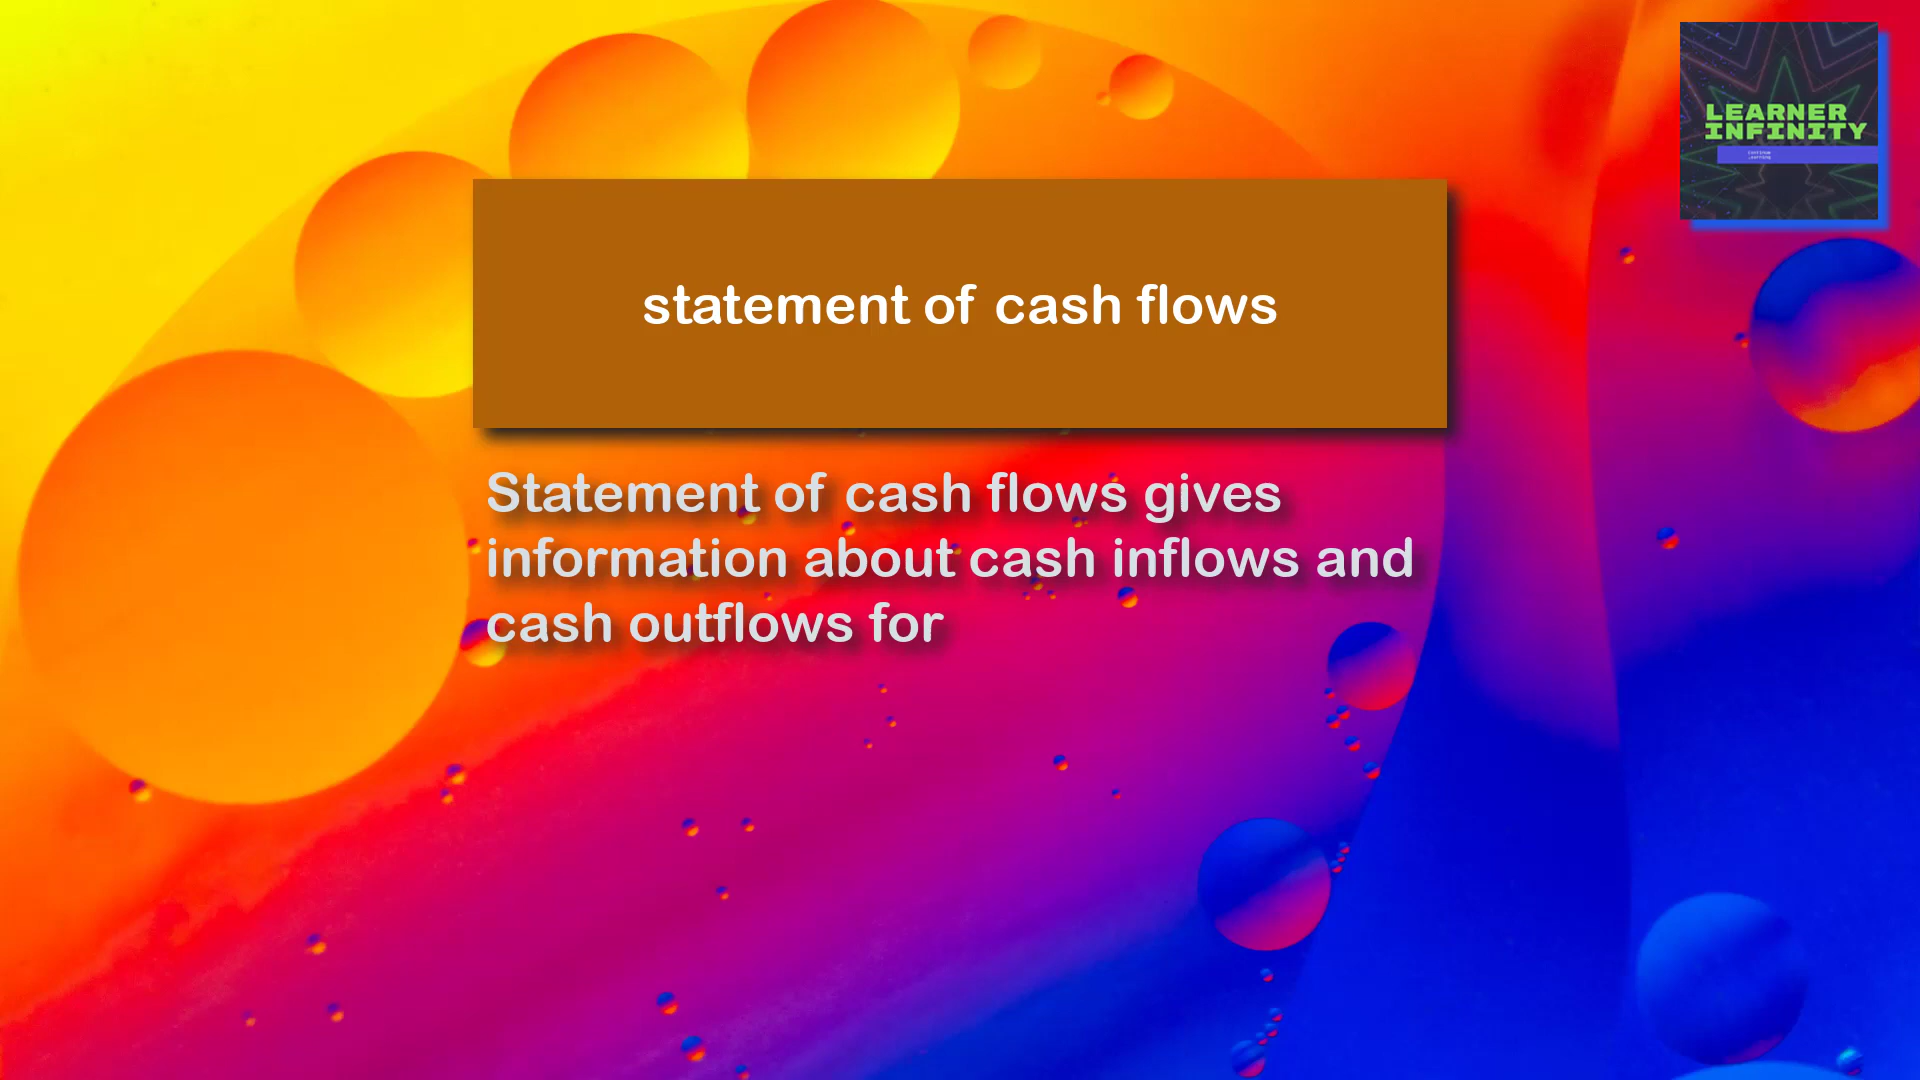 LEARNER
INFINITY
statement of cash flows
Statement of cash flows gives
information about cash inflows and
cash outflows for